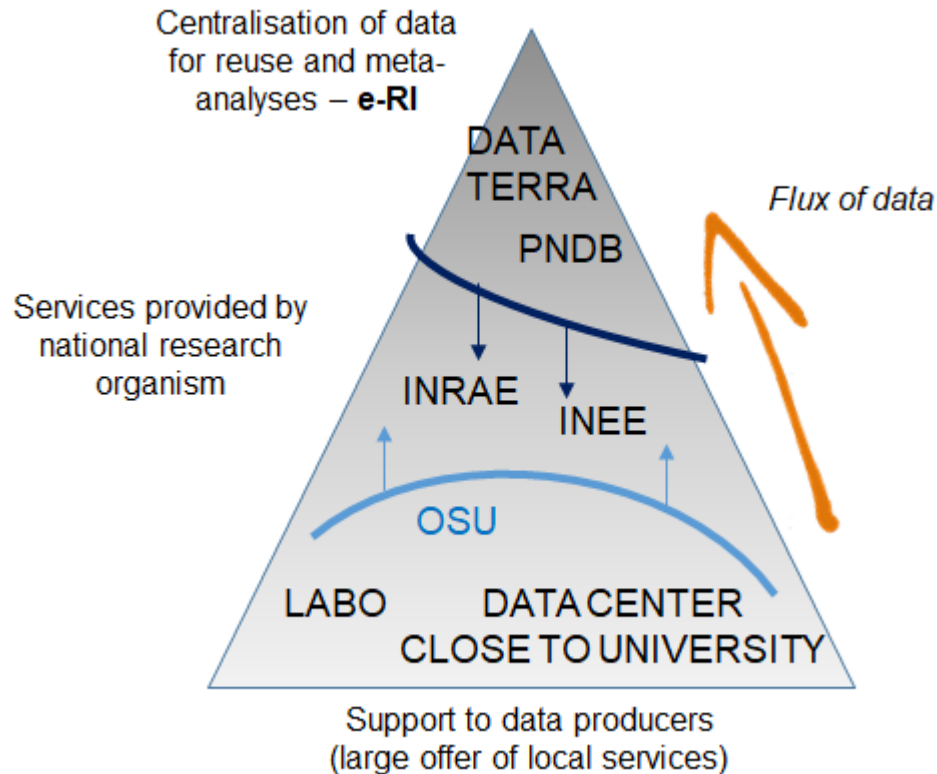 Centralisation of data
for reuse and meta-
analyses – e-RI
DATA
TERRA
Flux of data
PNDB
Services provided by
national research
organism
INRAE
INEE
OSU
LABO
DATA CENTER
CLOSE TO UNIVERSITY
Support to data producers
(large offer of local services)